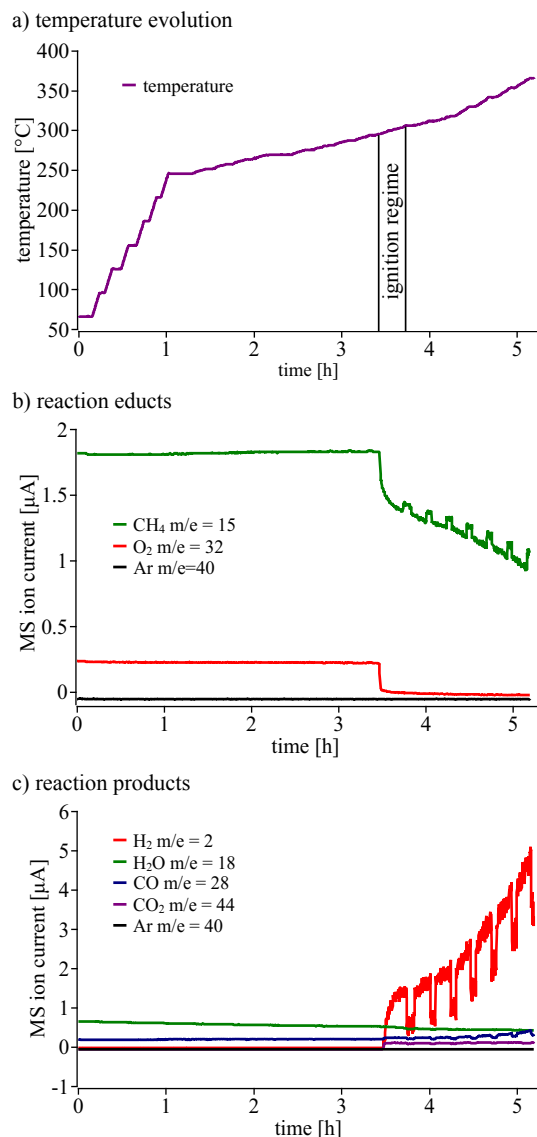 a) temperature evolution
400
350
300
250
200
150
100
50
temperature [°C]
temperature
ignition regime
0 1 2 3 4 5
time [h]
b) reaction educts
2
1.5
1
0.5
0
MS ion current [µA]
CH₄ m/e = 15
O₂ m/e = 32
Ar m/e=40
0 1 2 3 4 5
time [h]
c) reaction products
6
5
4
3
2
1
0
-1
MS ion current [µA]
H₂ m/e = 2
H₂O m/e = 18
CO m/e = 28
CO₂ m/e = 44
Ar m/e = 40
0 1 2 3 4 5
time [h]